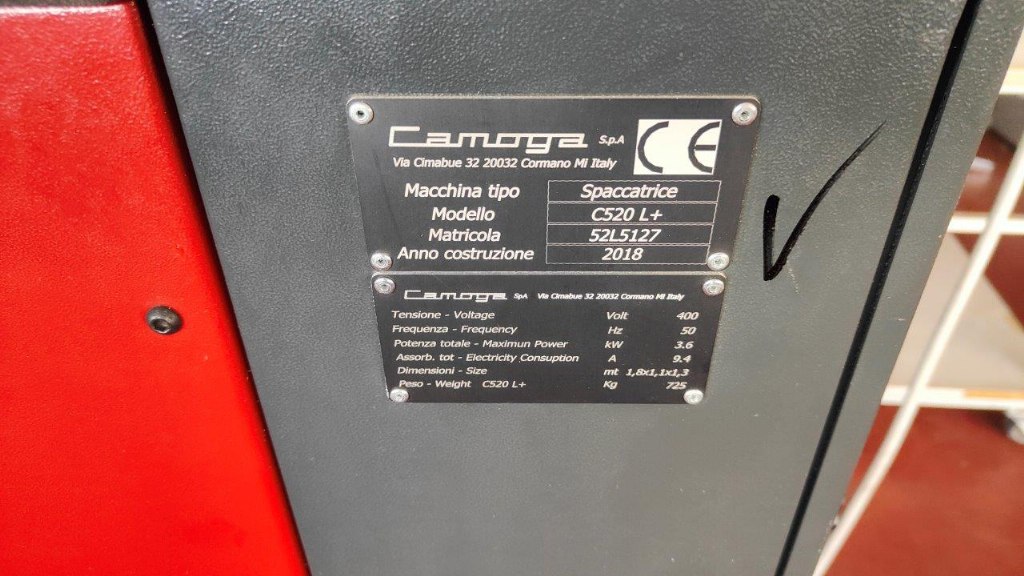 Camoga S.p.A CE
Via Cimabue 32 20032 Cormano MI Italy
Macchina tipo Spaccatrice
Modello C520 L+
Matricola 52L5127
Anno costruzione 2018
Camoga SpA Via Cimabue 32 20032 Cormano MI Italy
Tensione - Voltage Volt 400
Frequenza - Frequency Hz 50
Potenza totale - Maximun Power kW 3.6
Assorb. tot - Electricity Consuption A 9.4
Dimensioni - Size mt 1,8x1,1x1,3
Peso - Weight C520 L+ Kg 725